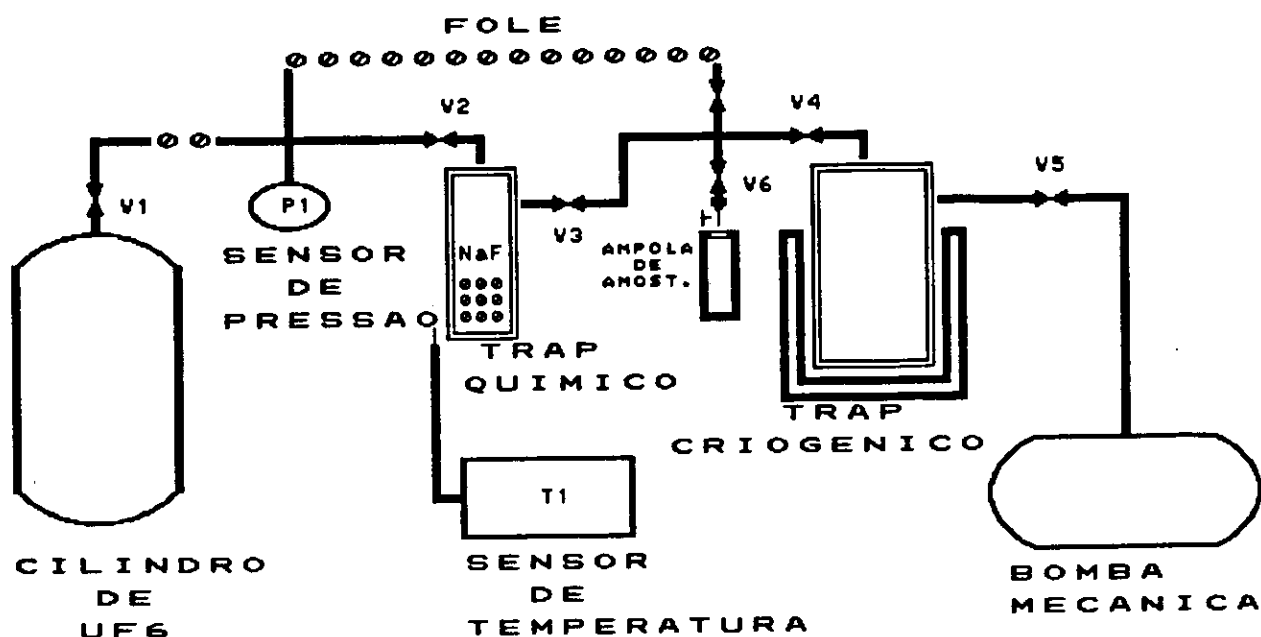 FOLE
V2
V4
V1
P1
V6
V5
V3
NaF
SENSOR
DE
PRESSAO
AMPOLA
DE
AMOST.
TRAP
QUIMICO
TRAP
CRIOGENICO
T1
CILINDRO
DE
UF6
SENSOR
DE
TEMPERATURA
BOMBA
MECANICA